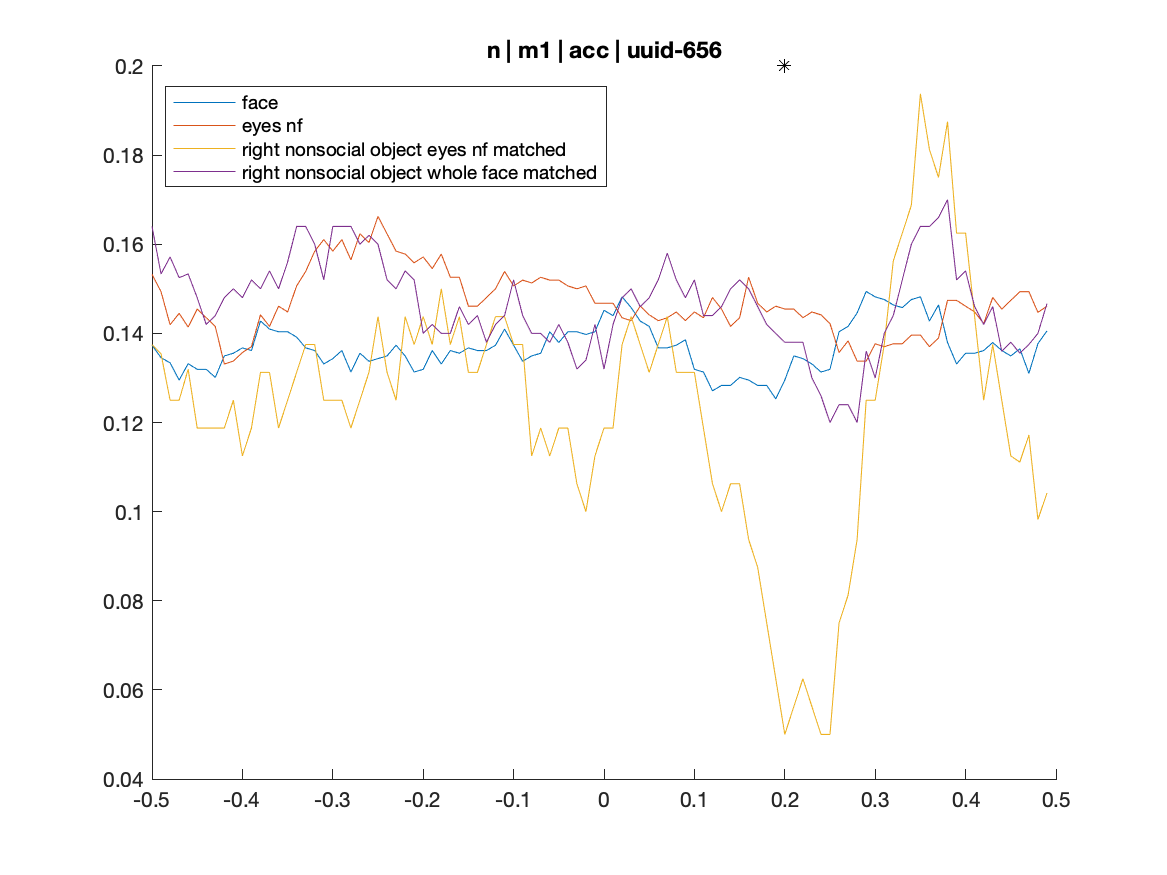 n | m1 | acc | uuid-656
face
eyes nf
right nonsocial object eyes nf matched
right nonsocial object whole face matched
0.2
0.18
0.16
0.14
0.12
0.1
0.08
0.06
0.04
-0.5 -0.4 -0.3 -0.2 -0.1 0 0.1 0.2 0.3 0.4 0.5